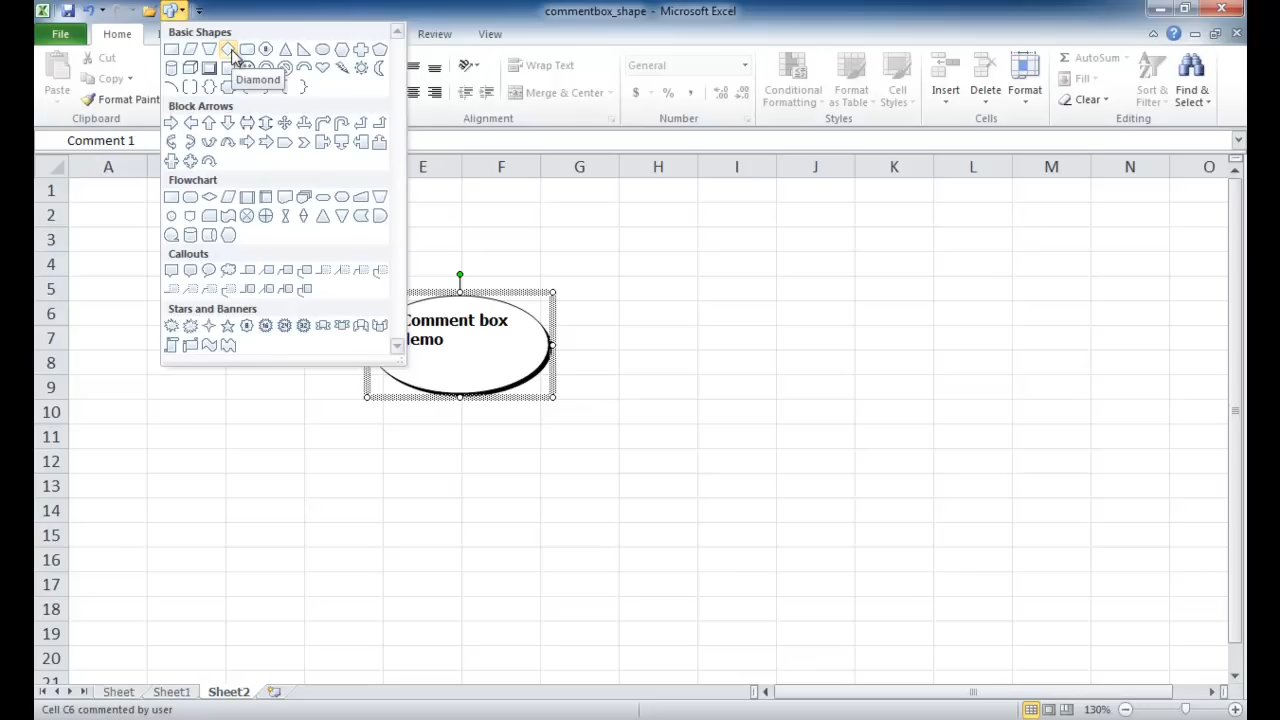 commentbox_shape - Microsoft Excel
File
Home
Review
View
Cut
Copy
Format Paint
Paste
Clipboard
Wrap Text
Merge & Center
Alignment
General
$
%
,
Number
Conditional Formatting
Format as Table
Cell Styles
Styles
Insert
Delete
Format
Cells
AutoSum
Fill
Clear
Sort & Filter
Find & Select
Editing
Comment 1
Basic Shapes
Diamond
Block Arrows
Flowchart
Callouts
Stars and Banners
A E F G H I J K L M N O
1
2
3
4
5
6
7
8
9
10
11
12
13
14
15
16
17
18
19
20
21
Comment box
demo
Sheet
Sheet1
Sheet2
Cell C6 commented by user
130%